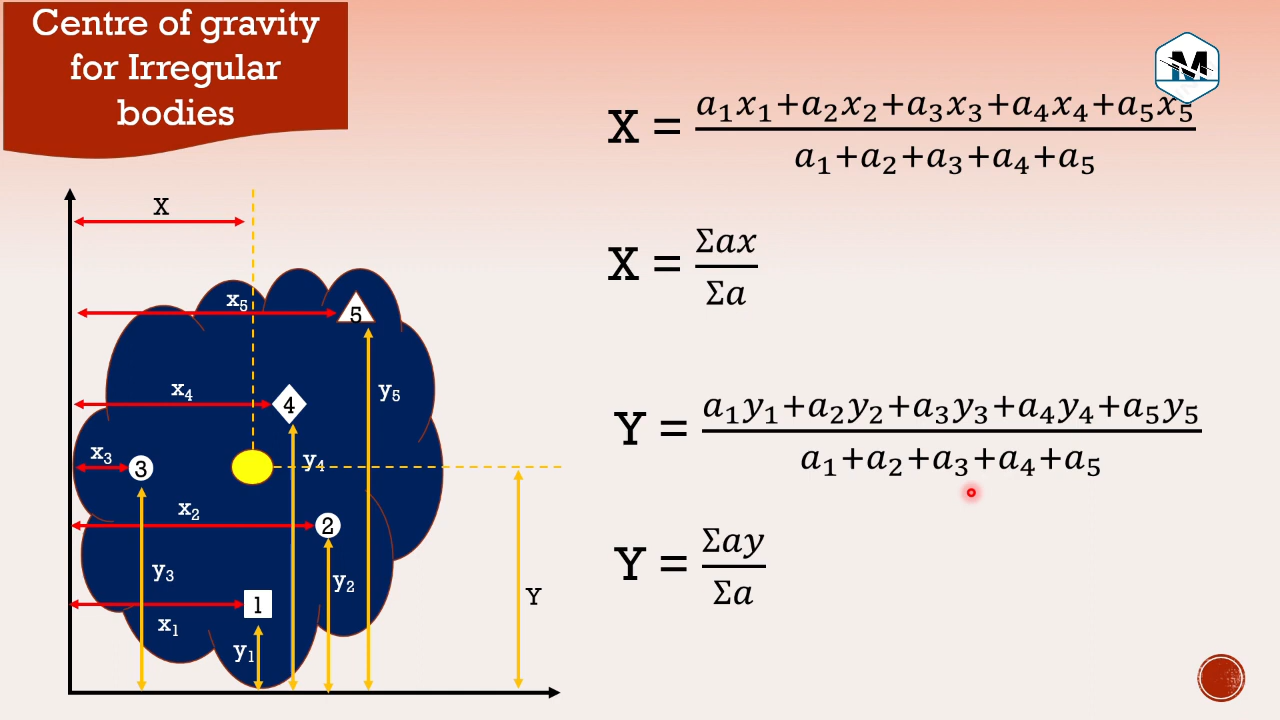 Centre of gravity
for Irregular
bodies
M
X = a₁x₁+a₂x₂+a₃x₃+a₄x₄+a₅x₅
a₁+a₂+a₃+a₄+a₅
X = Σax
Σa
Y = a₁y₁+a₂y₂+a₃y₃+a₄y₄+a₅y₅
a₁+a₂+a₃+a₄+a₅
Y = Σay
Σa
X
x₅
5
x₄
y₅
4
x₃
3
y₄
x₂
2
y₃
y₂
Y
1
x₁
y₁